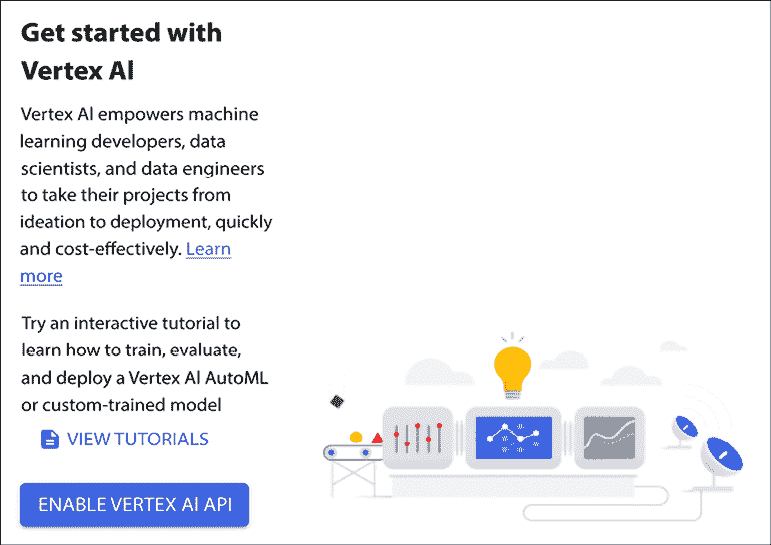 Get started with
Vertex AI
Vertex AI empowers machine
learning developers, data
scientists, and data engineers
to take their projects from
ideation to deployment, quickly
and cost-effectively. Learn
more
Try an interactive tutorial to
learn how to train, evaluate,
and deploy a Vertex AI AutoML
or custom-trained model
VIEW TUTORIALS
ENABLE VERTEX AI API